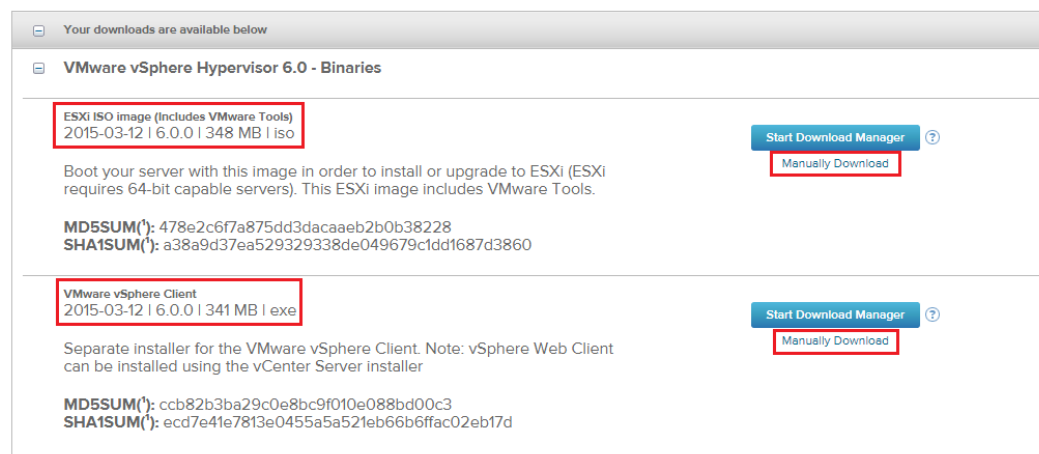 Your downloads are available below
VMware vSphere Hypervisor 6.0 - Binaries
ESXi ISO image (Includes VMware Tools)
2015-03-12 | 6.0.0 | 348 MB | iso
Start Download Manager ?
Manually Download
Boot your server with this image in order to install or upgrade to ESXi (ESXi
requires 64-bit capable servers). This ESXi image includes VMware Tools.
MD5SUM(¹): 478e2c6f7a875dd3dacaaeb2b0b38228
SHA1SUM(¹): a38a9d37ea529329338de049679c1dd1687d3860
VMware vSphere Client
2015-03-12 | 6.0.0 | 341 MB | exe
Start Download Manager ?
Manually Download
Separate installer for the VMware vSphere Client. Note: vSphere Web Client
can be installed using the vCenter Server installer
MD5SUM(¹): ccb82b3ba29c0e8bc9f010e088bd00c3
SHA1SUM(¹): ecd7e41e7813e0455a5a521eb66b6ffac02eb17d